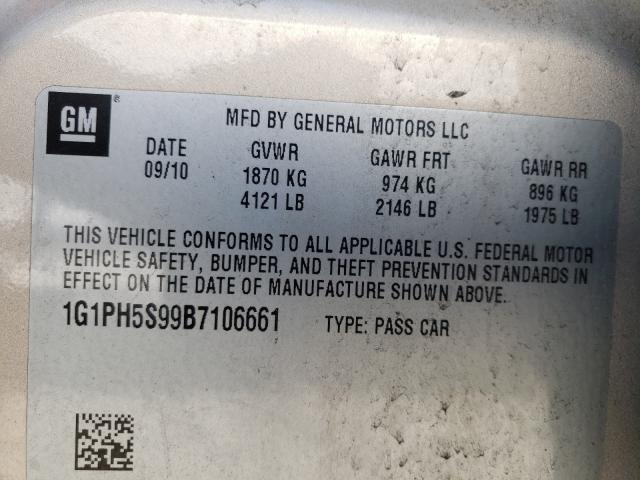 GM ®
MFD BY GENERAL MOTORS LLC
DATE GVWR GAWR FRT GAWR RR
09/10 1870 KG 974 KG 896 KG
4121 LB 2146 LB 1975 LB
THIS VEHICLE CONFORMS TO ALL APPLICABLE U.S. FEDERAL MOTOR
VEHICLE SAFETY, BUMPER, AND THEFT PREVENTION STANDARDS IN
EFFECT ON THE DATE OF MANUFACTURE SHOWN ABOVE.
1G1PH5S99B7106661 TYPE: PASS CAR